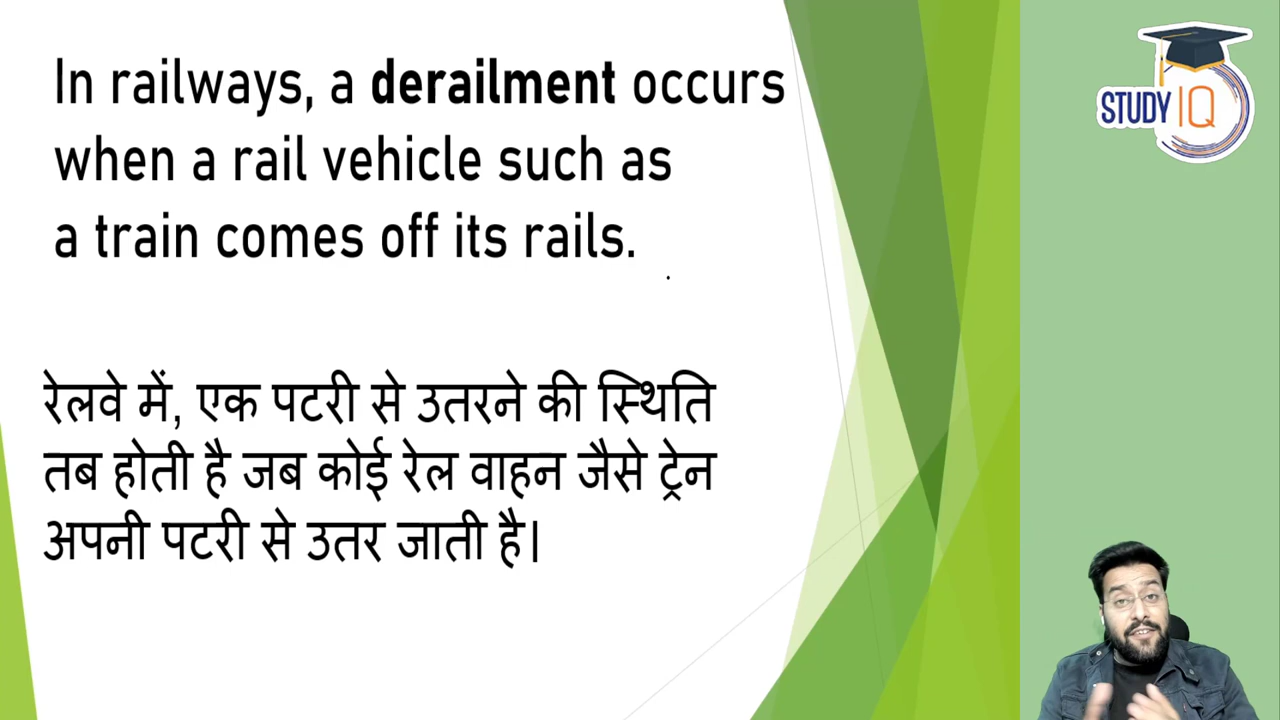 In railways, a derailment occurs
when a rail vehicle such as
a train comes off its rails.
रेलवे में, एक पटरी से उतरने की स्थिति
तब होती है जब कोई रेल वाहन जैसे ट्रेन
अपनी पटरी से उतर जाती है।
STUDY IQ